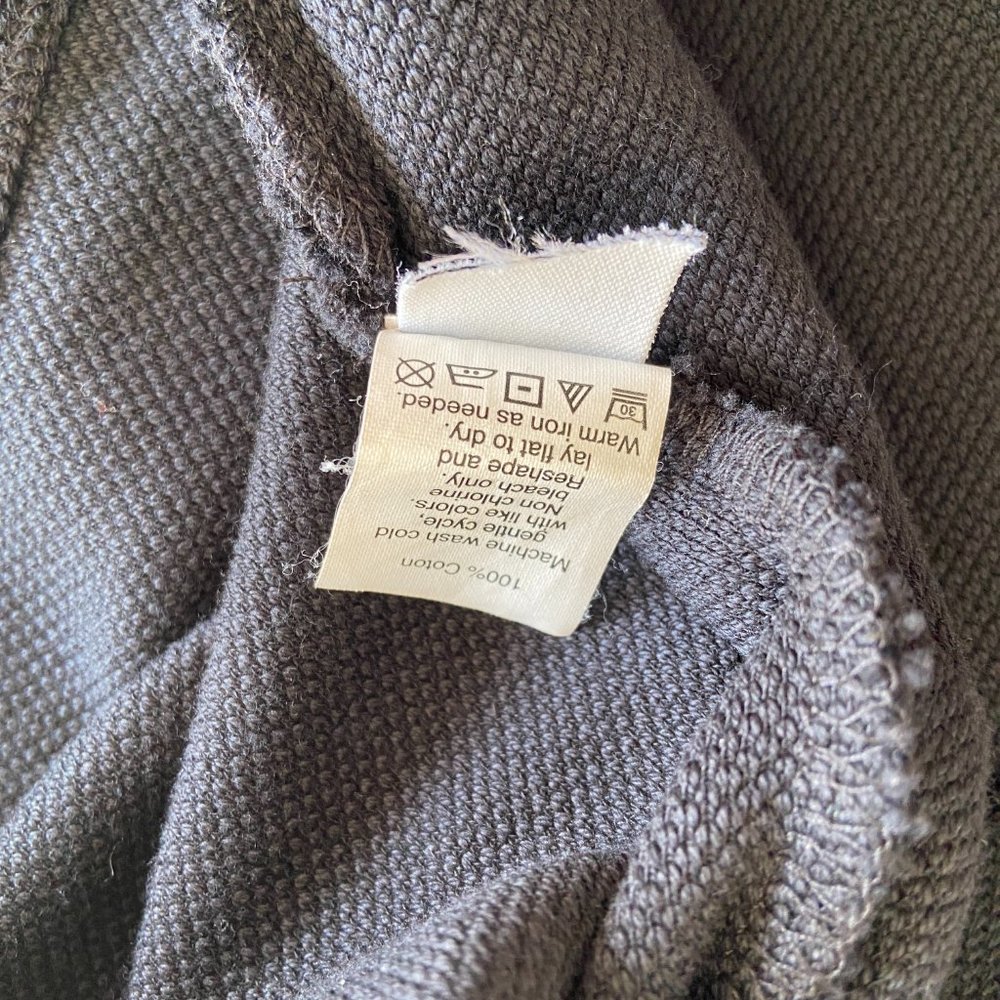 100% Coton
Machine wash cold
gentle cycle,
with like colors.
Non chlorine
bleach only.
Reshape and
lay flat to dry.
Warm iron as needed.
30